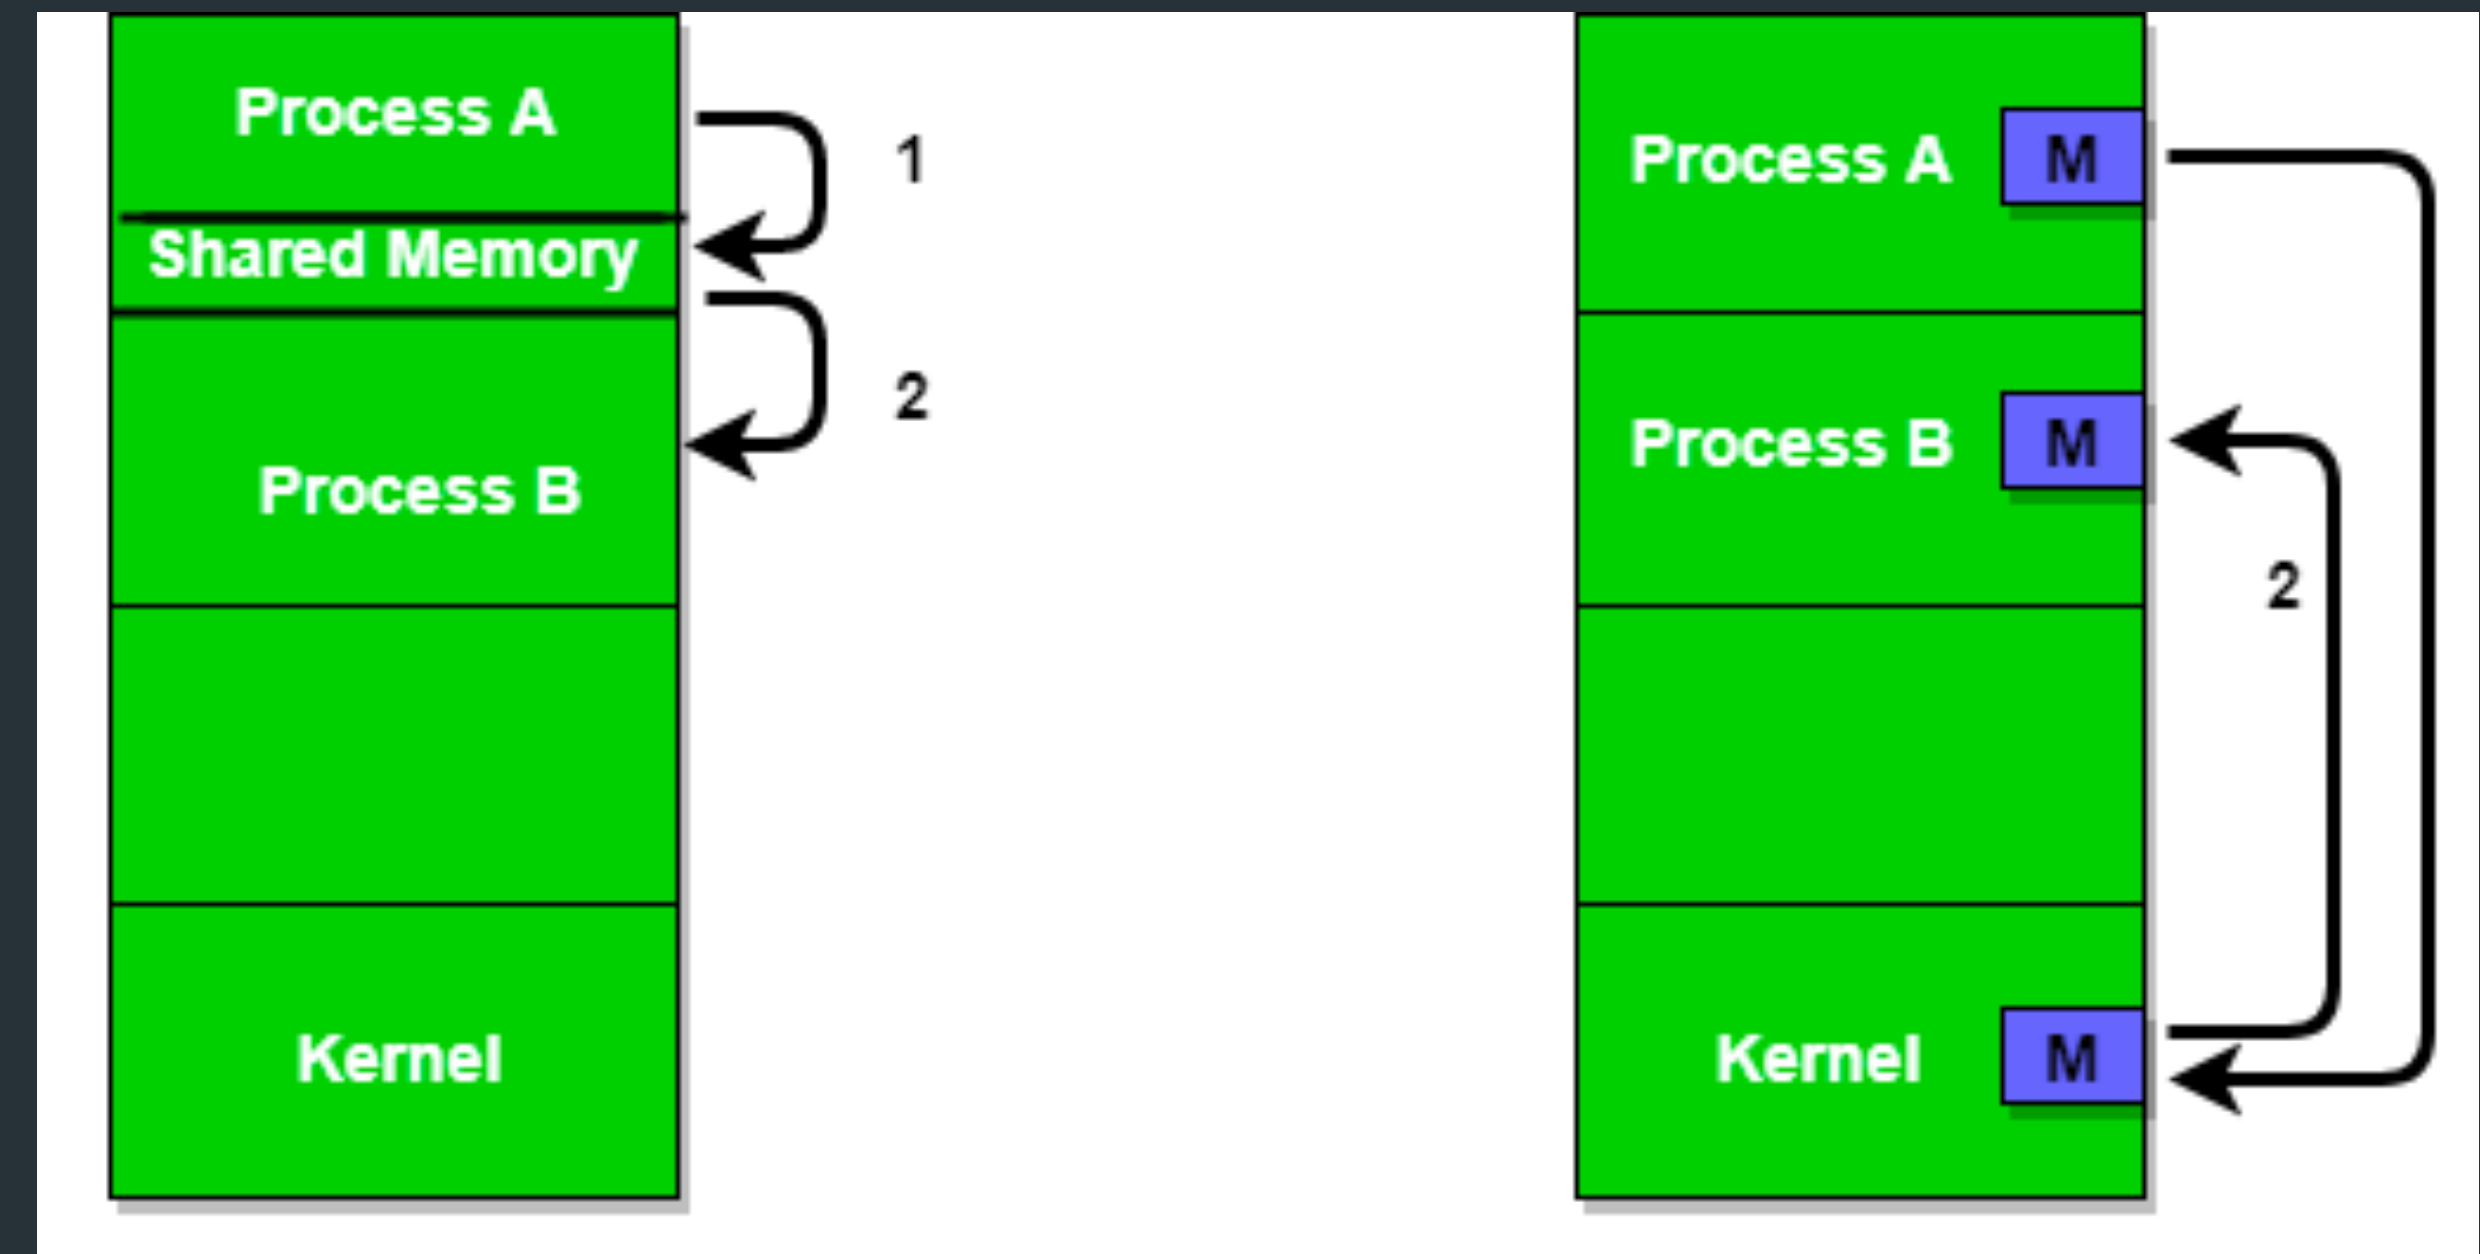 Process A
1
Shared Memory
2
Process B
Kernel
Process A
M
Process B
M
2
Kernel
M